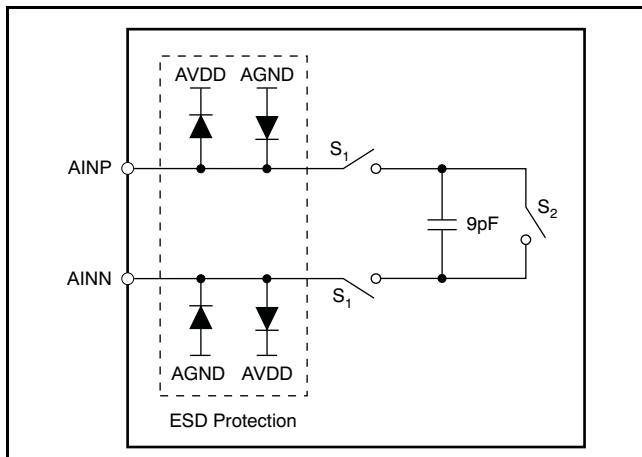 AVDD AGND
AINP
S1
S2
9pF
AINN
S1
AGND AVDD
ESD Protection